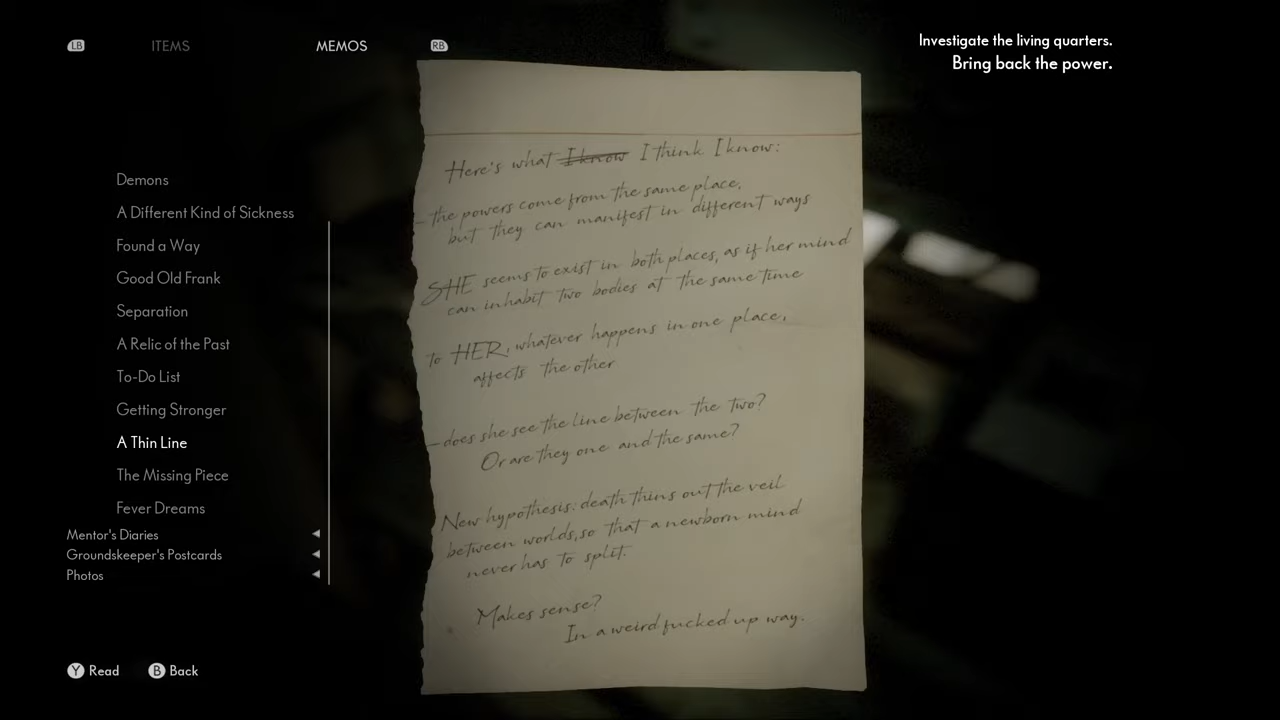 LB
ITEMS
MEMOS
RB
Investigate the living quarters.
Bring back the power.
Demons
A Different Kind of Sickness
Found a Way
Good Old Frank
Separation
A Relic of the Past
To-Do List
Getting Stronger
A Thin Line
The Missing Piece
Fever Dreams
Mentor's Diaries
Groundskeeper's Postcards
Photos
Y Read
B Back
Here's what I know I think I know:
- the powers come from the same place,
but they can manifest in different ways
SHE seems to exist in both places, as if her mind
can inhabit two bodies at the same time
to HER, whatever happens in one place,
affects the other
- does she see the line between the two?
Or are they one and the same?
New hypothesis: death thins out the veil
between worlds, so that a newborn mind
never has to split.
Makes sense?
In a weird fucked up way.